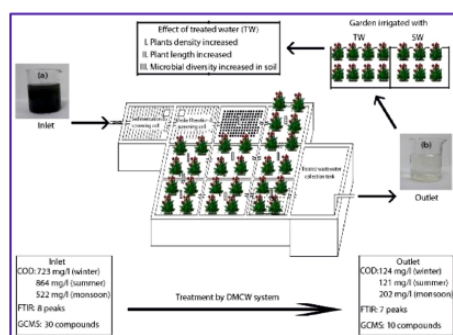 Effect of treated water (TW)
I. Plants density increased
II. Plant length increased
III. Microbial diversity increased in soil
Garden irrigated with
TW SW
(a)
Inlet
(b)
Outlet
collection tank
Inlet
COD: 723 mg/l (winter)
864 mg/l (summer)
522 mg/l (monsoon)
FTIR: 8 peaks
GCMS: 30 compounds
Treatment by DMCW system
Outlet
COD: 124 mg/l (winter)
121 mg/l (summer)
202 mg/l (monsoon)
FTIR: 7 peaks
GCMS: 10 compounds